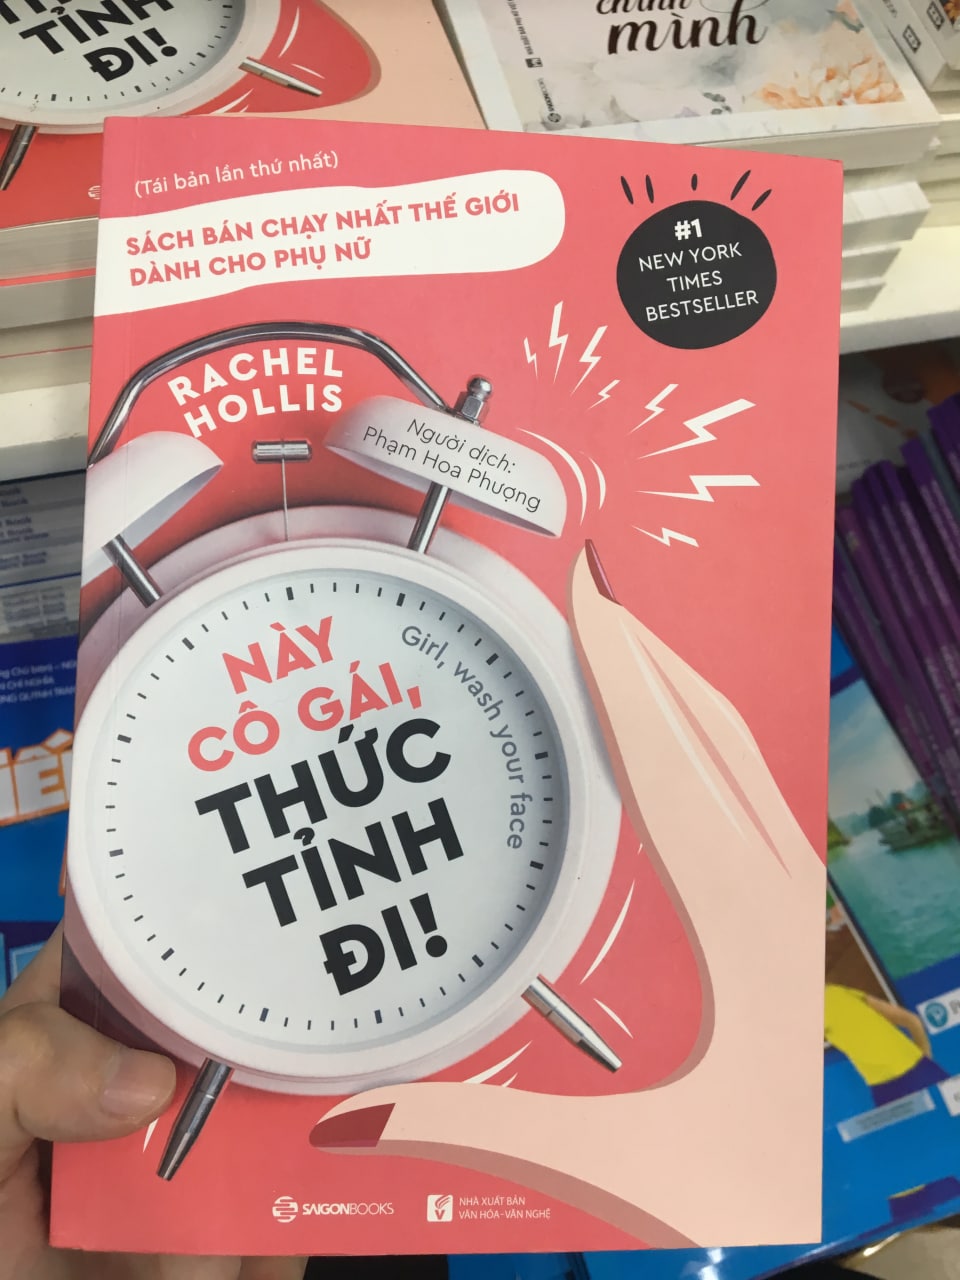 TỈNH
ĐI!
mình
(Tái bản lần thứ nhất)
SÁCH BÁN CHẠY NHẤT THẾ GIỚI
DÀNH CHO PHỤ NỮ
#1
NEW YORK
TIMES
BESTSELLER
RACHEL
HOLLIS
Người dịch:
Phạm Hoa Phượng
NÀY
CÔ GÁI,
THỨC
TỈNH
ĐI!
Girl, wash your face
SAIGONBOOKS
NHÀ XUẤT BẢN
VĂN HÓA-VĂN NGHỆ